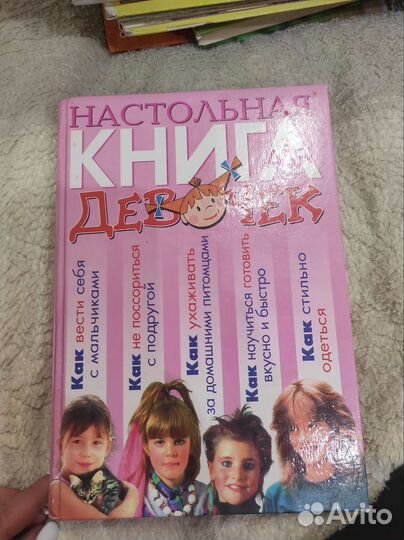 НАСТОЛЬНАЯ
КНИГА
ДЕВОЧЕК
Как вести себя
с мальчиками
Как не поссориться
с подругой
Как ухаживать
за домашними питомцами
Как научиться готовить
вкусно и быстро
Как стильно
одеться
Avito